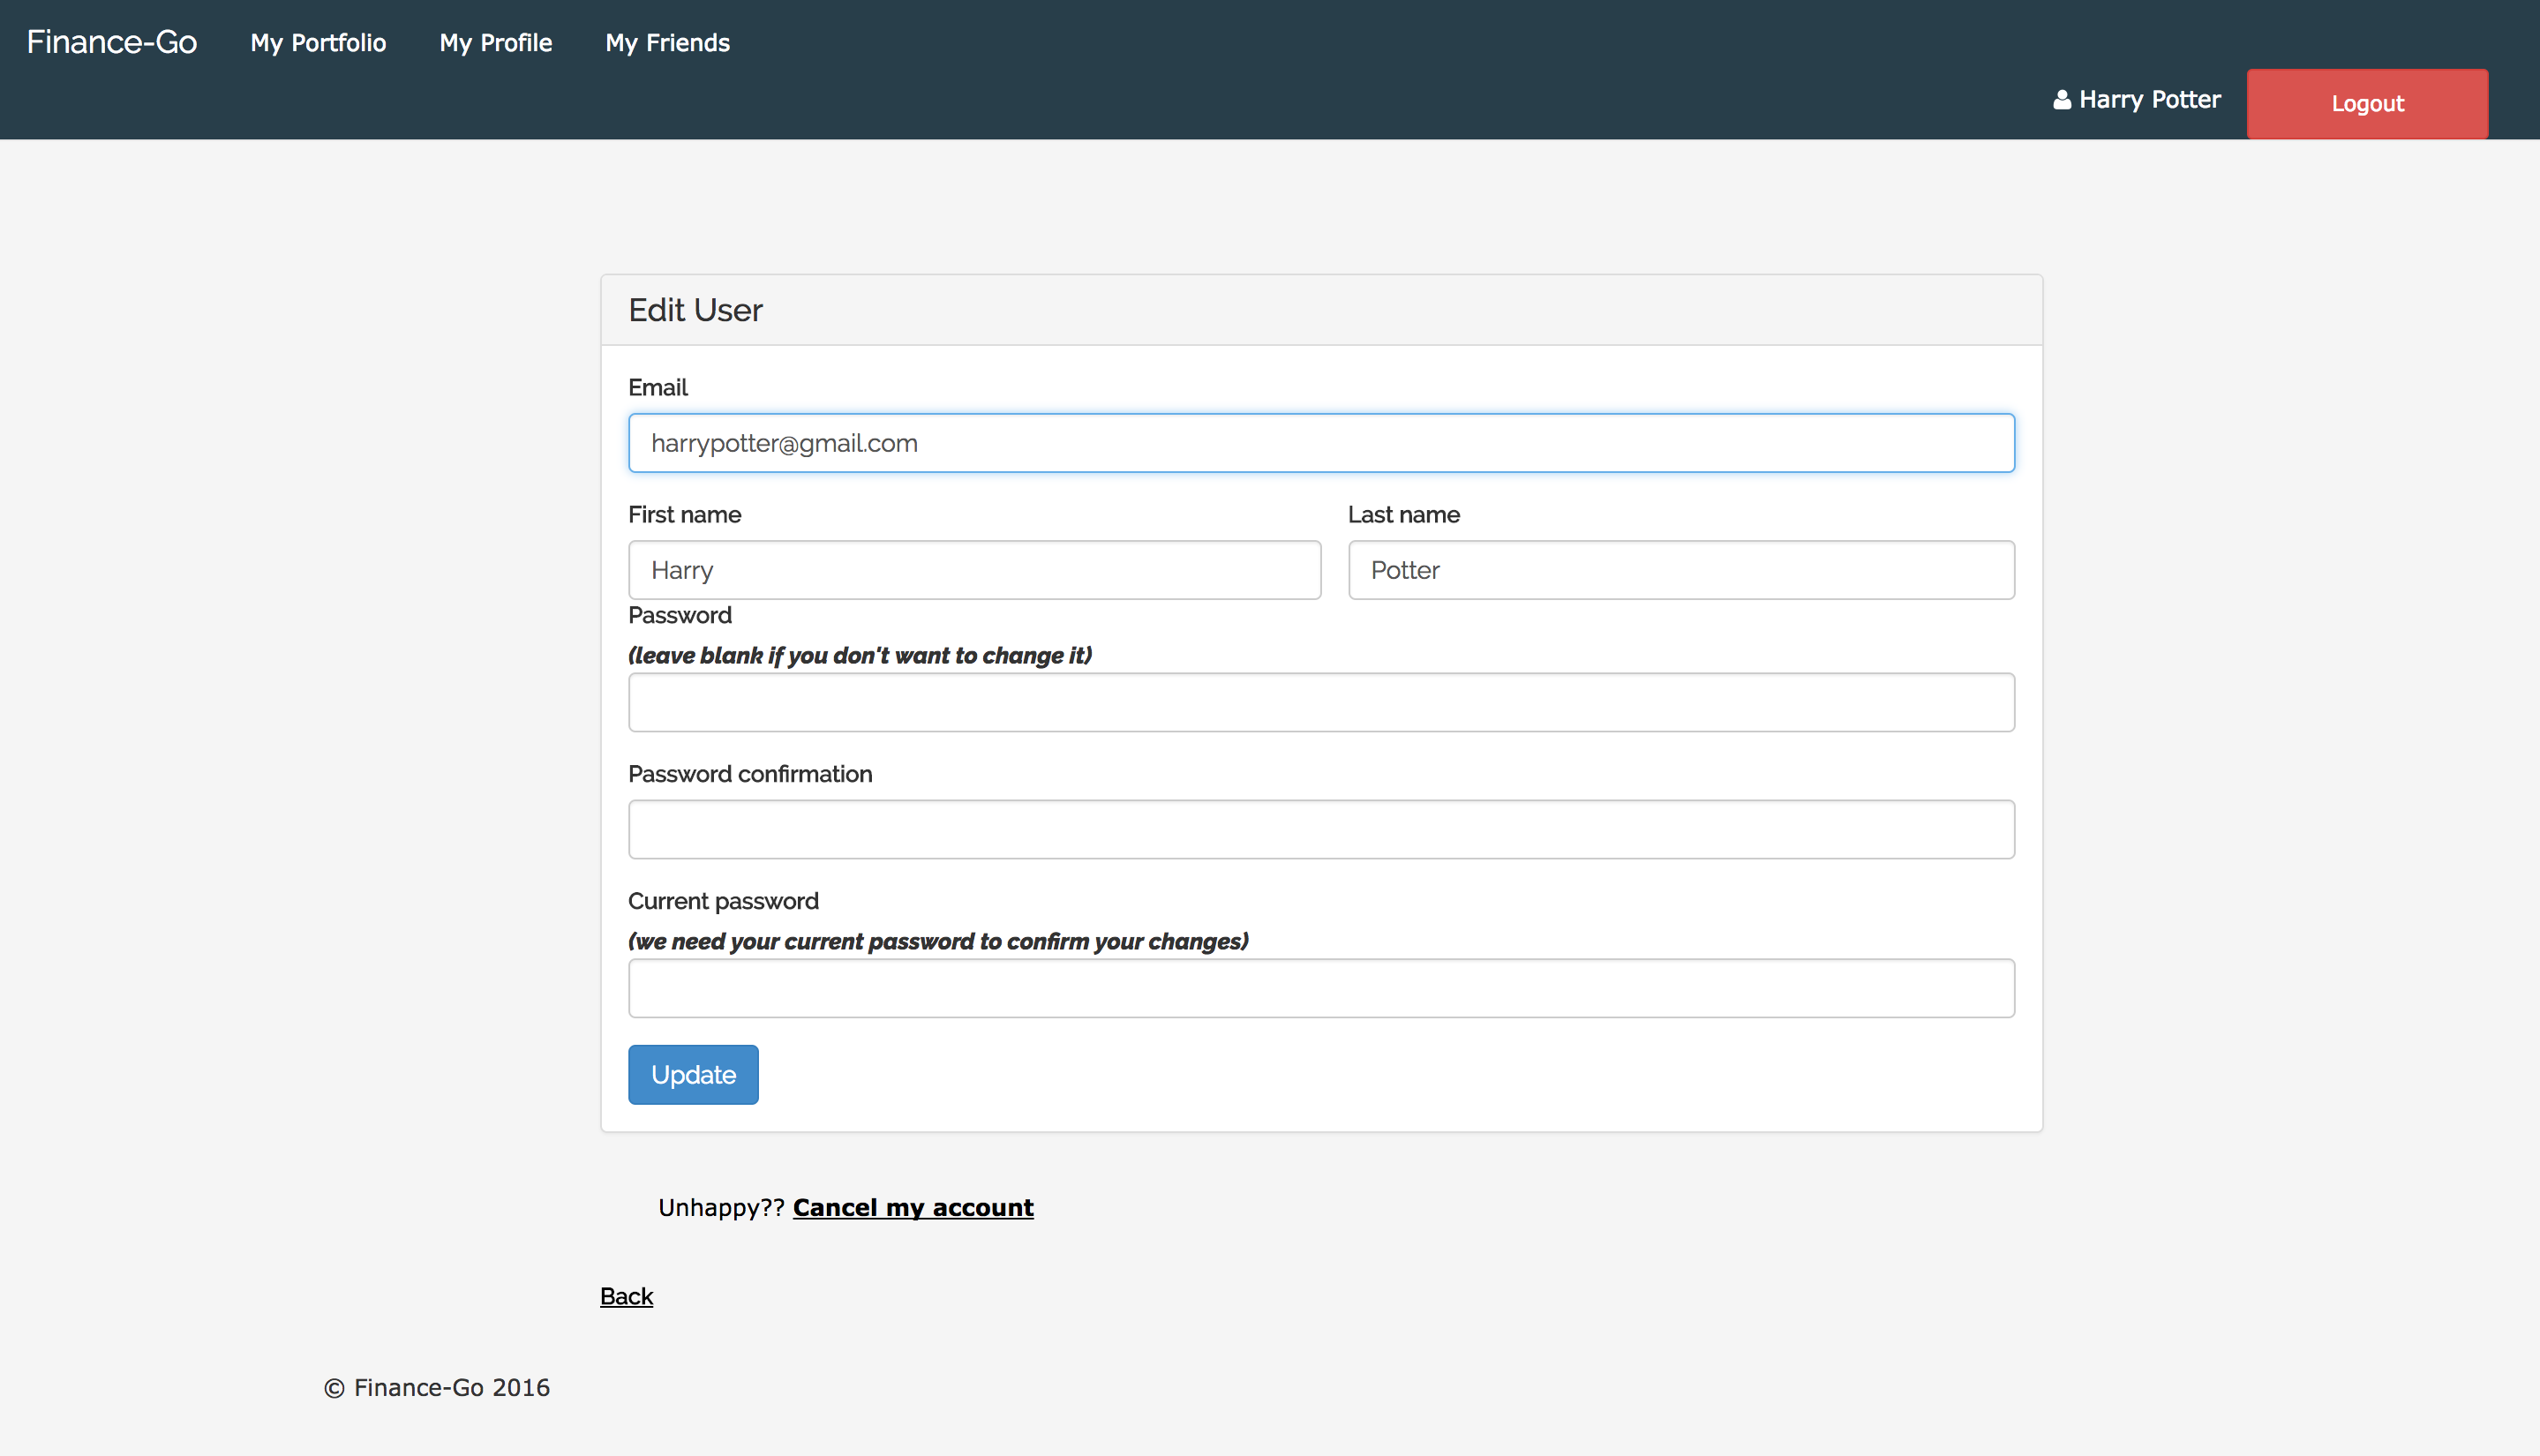 Finance-Go My Portfolio My Profile My Friends
Harry Potter Logout
Edit User
Email
harrypotter@gmail.com
First name Last name
Harry Potter
Password
(leave blank if you don't want to change it)
Password confirmation
Current password
(we need your current password to confirm your changes)
Update
Unhappy?? Cancel my account
Back
© Finance-Go 2016